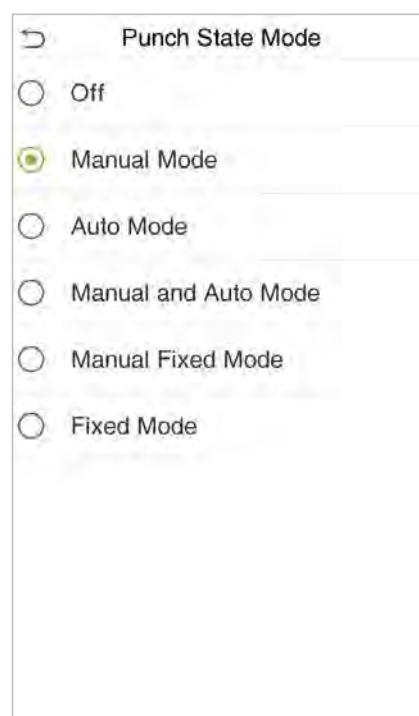 Punch State Mode
Off
Manual Mode
Auto Mode
Manual and Auto Mode
Manual Fixed Mode
Fixed Mode